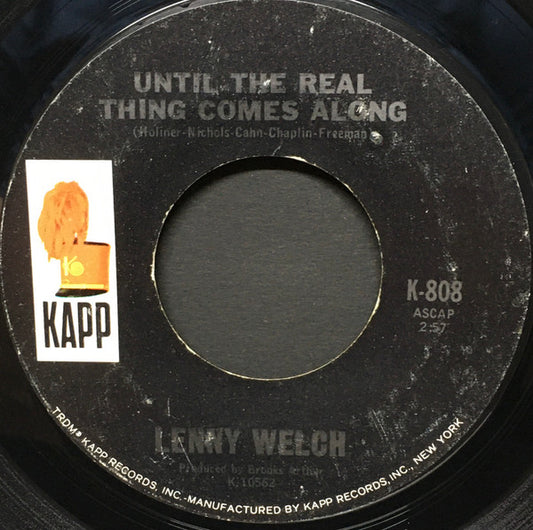 UNTIL THE REAL
THING COMES ALONG
(Holiner-Nichols-Cahn-Chaplin-Freeman)
K
KAPP
K-808
ASCAP
2:57
LENNY WELCH
Produced by Brooks Arthur
K 10562
TRDM® KAPP RECORDS, INC.-MANUFACTURED BY KAPP RECORDS, INC., NEW YORK